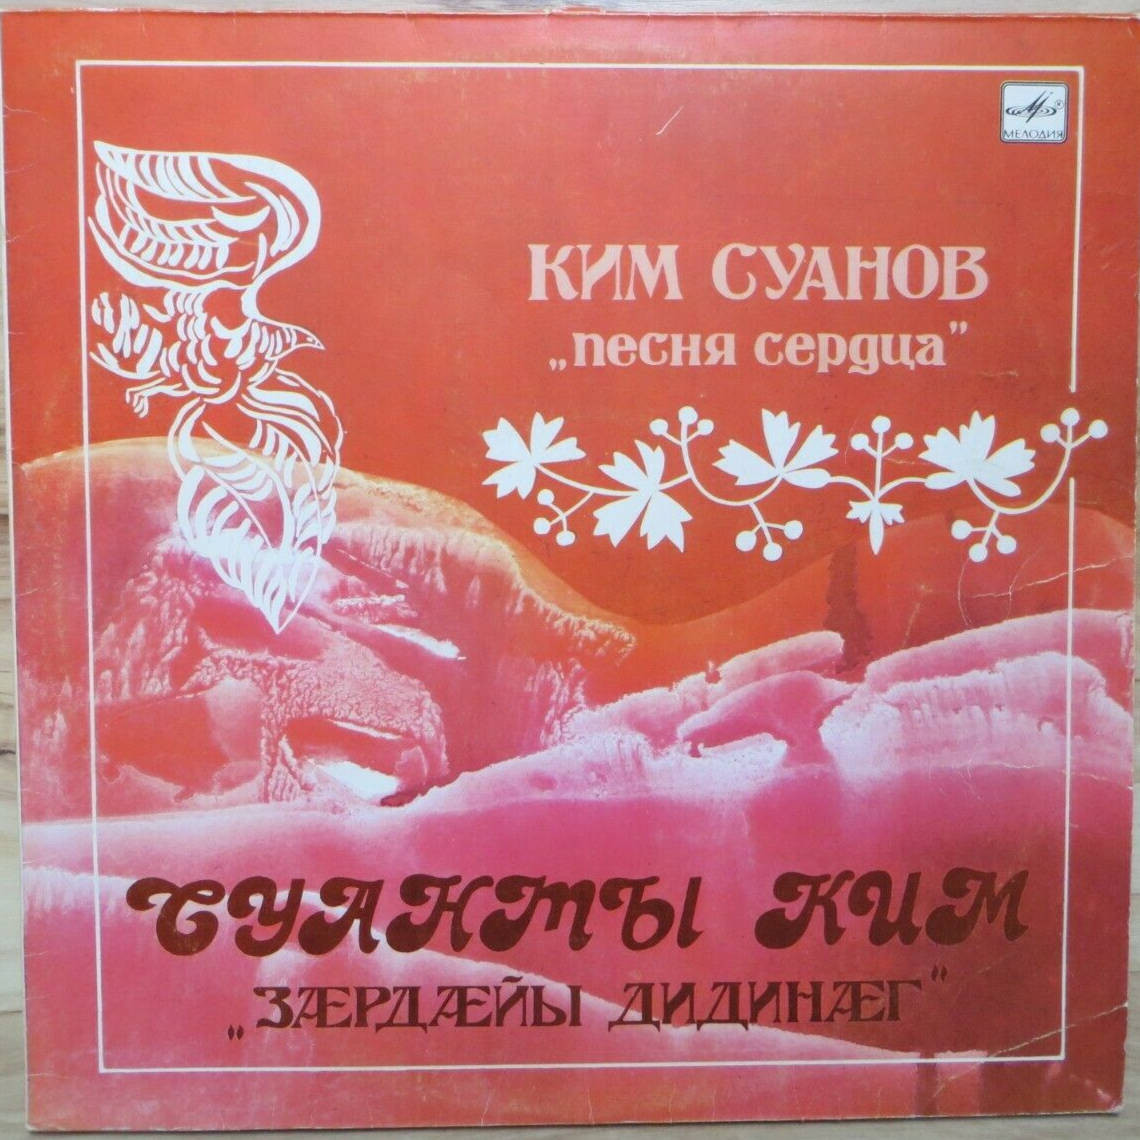 МЕЛОДИЯ
КИМ СУАНОВ
„песня сердца”
СУАНТЫ КИМ
„ЗÆРДÆЙЫ ДИДИНÆГ”